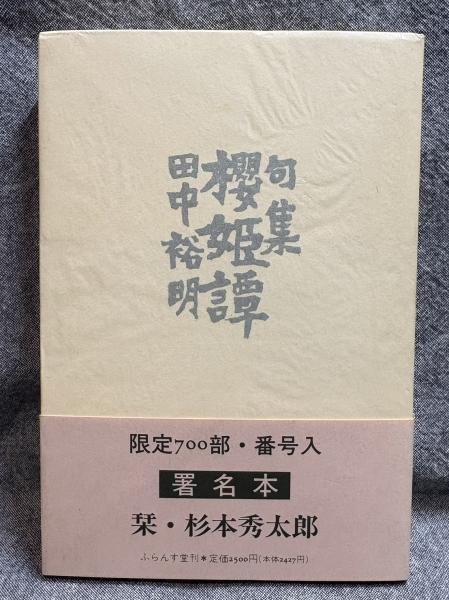 句集
櫻姫譚
田中裕明
限定700部・番号入
署名本
栞・杉本秀太郎
ふらんす堂刊＊定価2500円(本体2427円)